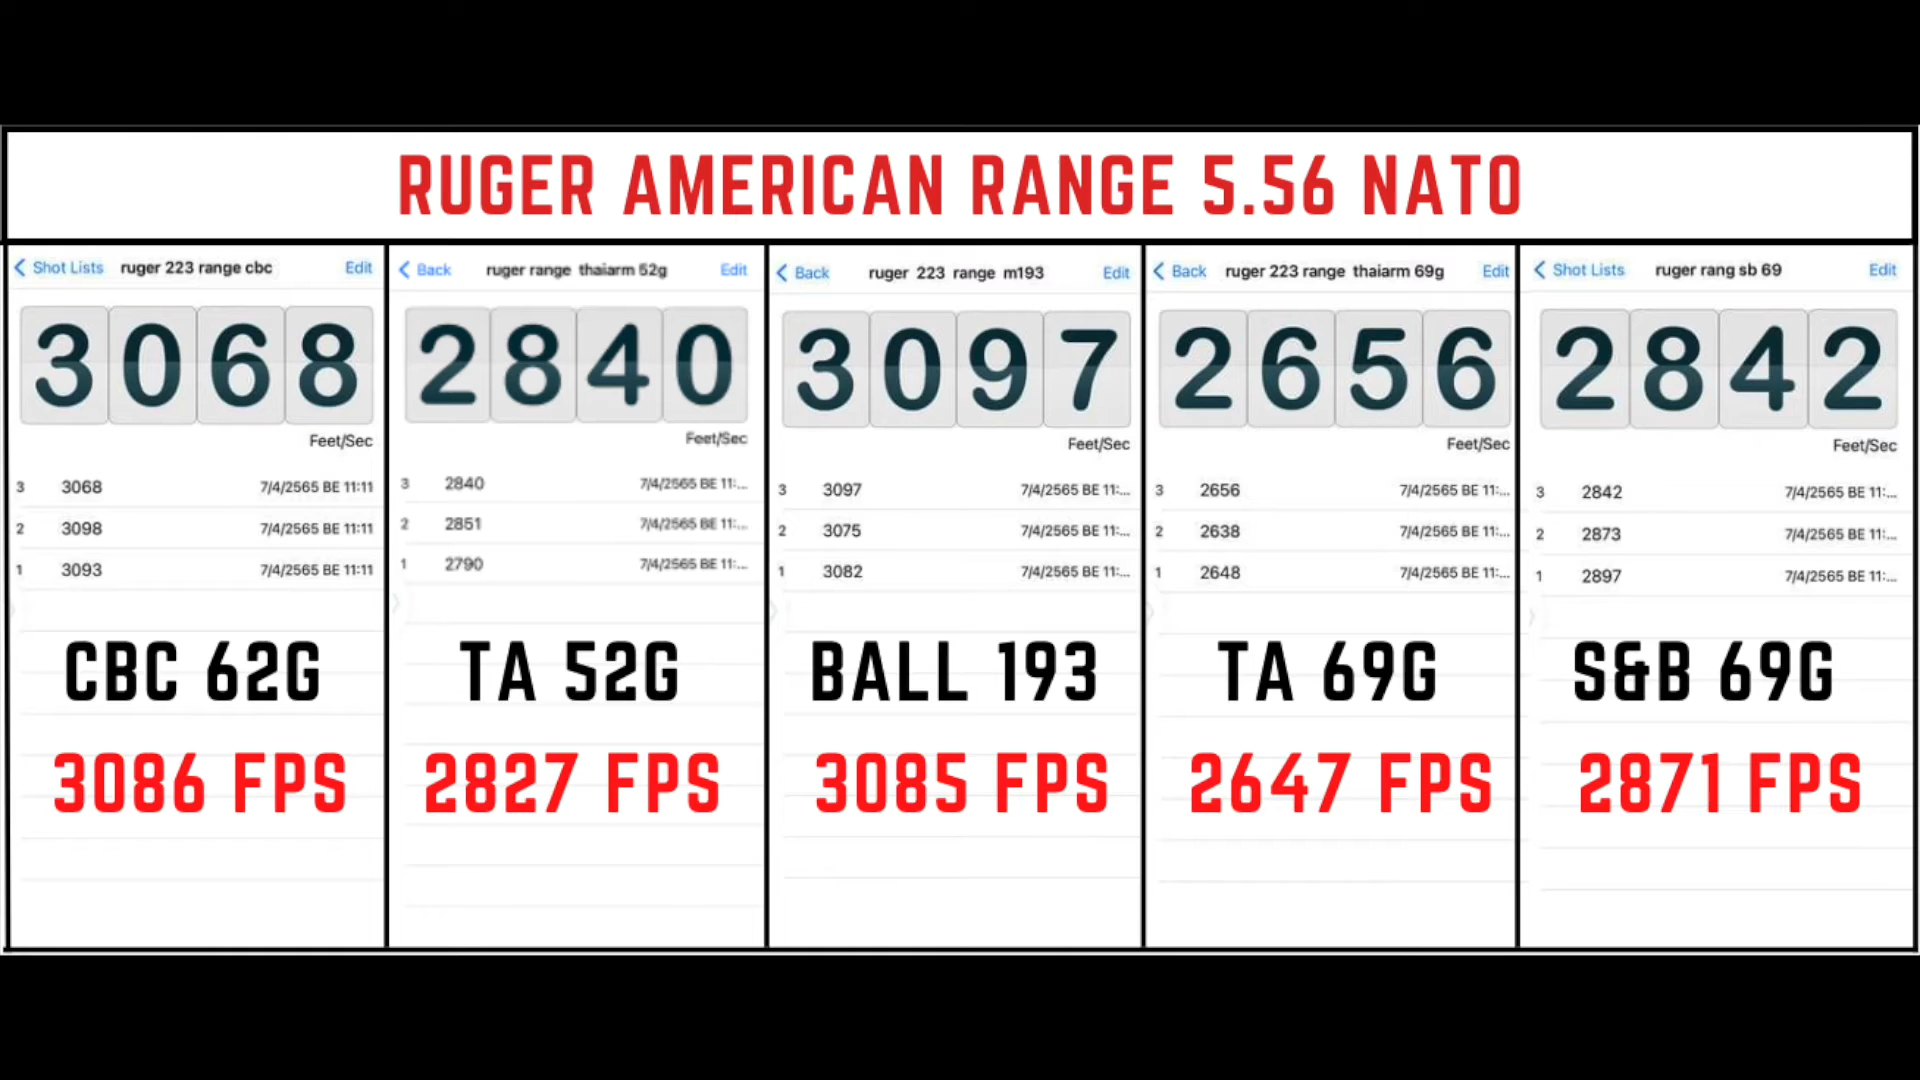 RUGER AMERICAN RANGE 5.56 NATO
Shot Lists ruger 223 range cbc Edit
3068
Feet/Sec
3 3068 7/4/2565 BE 11:11
2 3098 7/4/2565 BE 11:11
1 3093 7/4/2565 BE 11:11
CBC 62G
3086 FPS
Back ruger range thaiarm 52g Edit
2840
Feet/Sec
3 2840 7/4/2565 BE 11:...
2 2851 7/4/2565 BE 11:...
1 2790 7/4/2565 BE 11:...
TA 52G
2827 FPS
Back ruger 223 range m193 Edit
3097
Feet/Sec
3 3097 7/4/2565 BE 11:...
2 3075 7/4/2565 BE 11:...
1 3082 7/4/2565 BE 11:...
BALL 193
3085 FPS
Back ruger 223 range thaiarm 69g Edit
2656
Feet/Sec
3 2656 7/4/2565 BE 11:...
2 2638 7/4/2565 BE 11:...
1 2648 7/4/2565 BE 11:...
TA 69G
2647 FPS
Shot Lists ruger rang sb 69 Edit
2842
Feet/Sec
3 2842 7/4/2565 BE 11:...
2 2873 7/4/2565 BE 11:...
1 2897 7/4/2565 BE 11:...
S&B 69G
2871 FPS